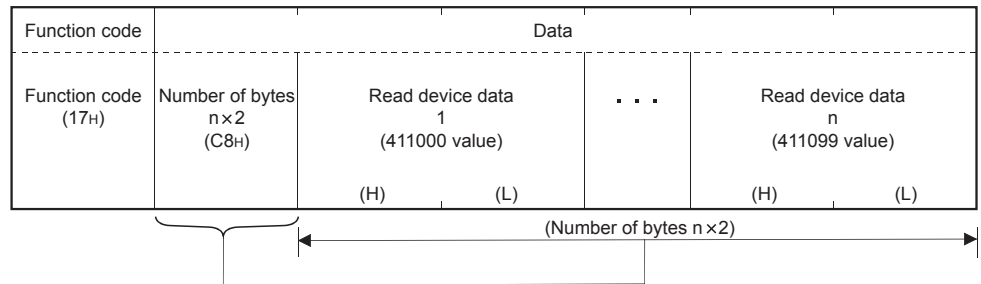 Function code
Data
Function code
(17H)
Number of bytes
n×2
(C8H)
Read device data
1
(411000 value)
(H)
(L)
. . .
Read device data
n
(411099 value)
(H)
(L)
(Number of bytes n×2)